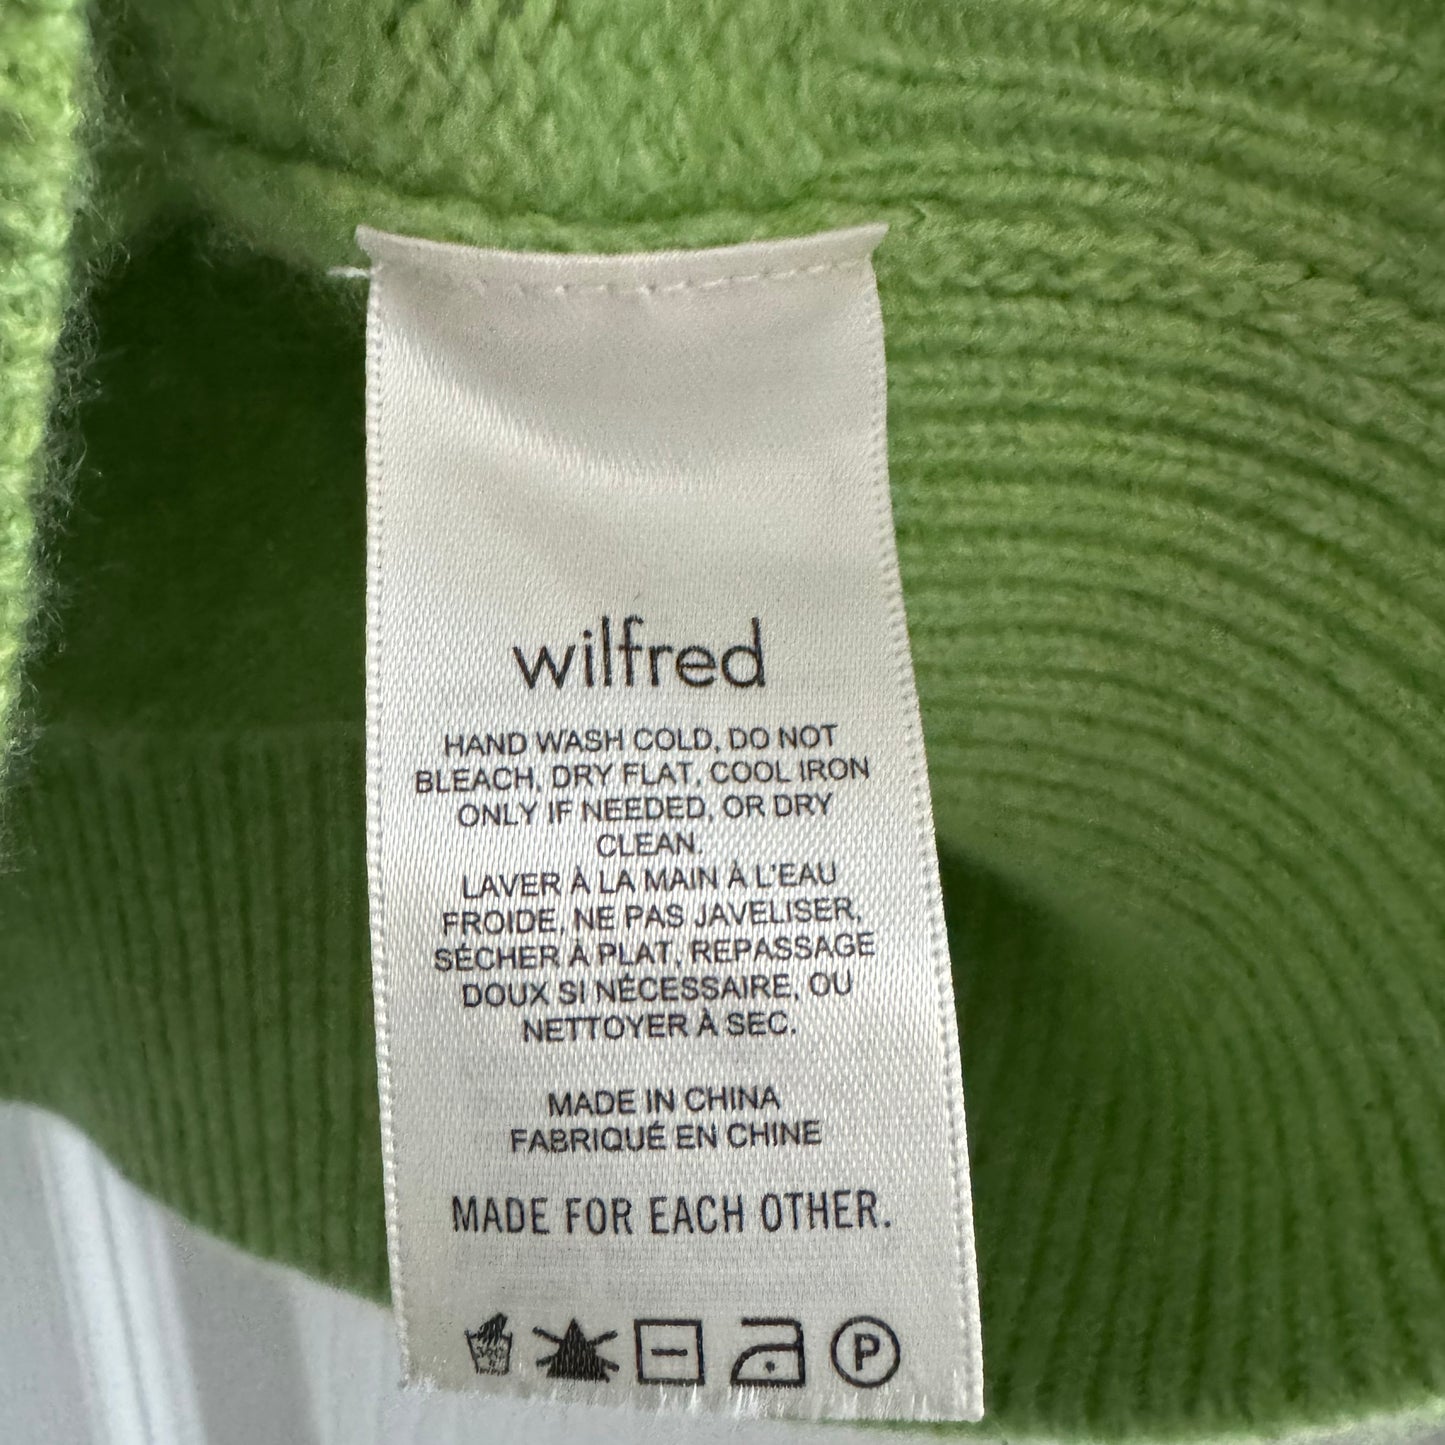 wilfred
HAND WASH COLD, DO NOT
BLEACH, DRY FLAT, COOL IRON
ONLY IF NEEDED, OR DRY
CLEAN.
LAVER À LA MAIN À L'EAU
FROIDE, NE PAS JAVELISER,
SÉCHER À PLAT, REPASSAGE
DOUX SI NÉCESSAIRE, OU
NETTOYER À SEC.
MADE IN CHINA
FABRIQUÉ EN CHINE
MADE FOR EACH OTHER.
P